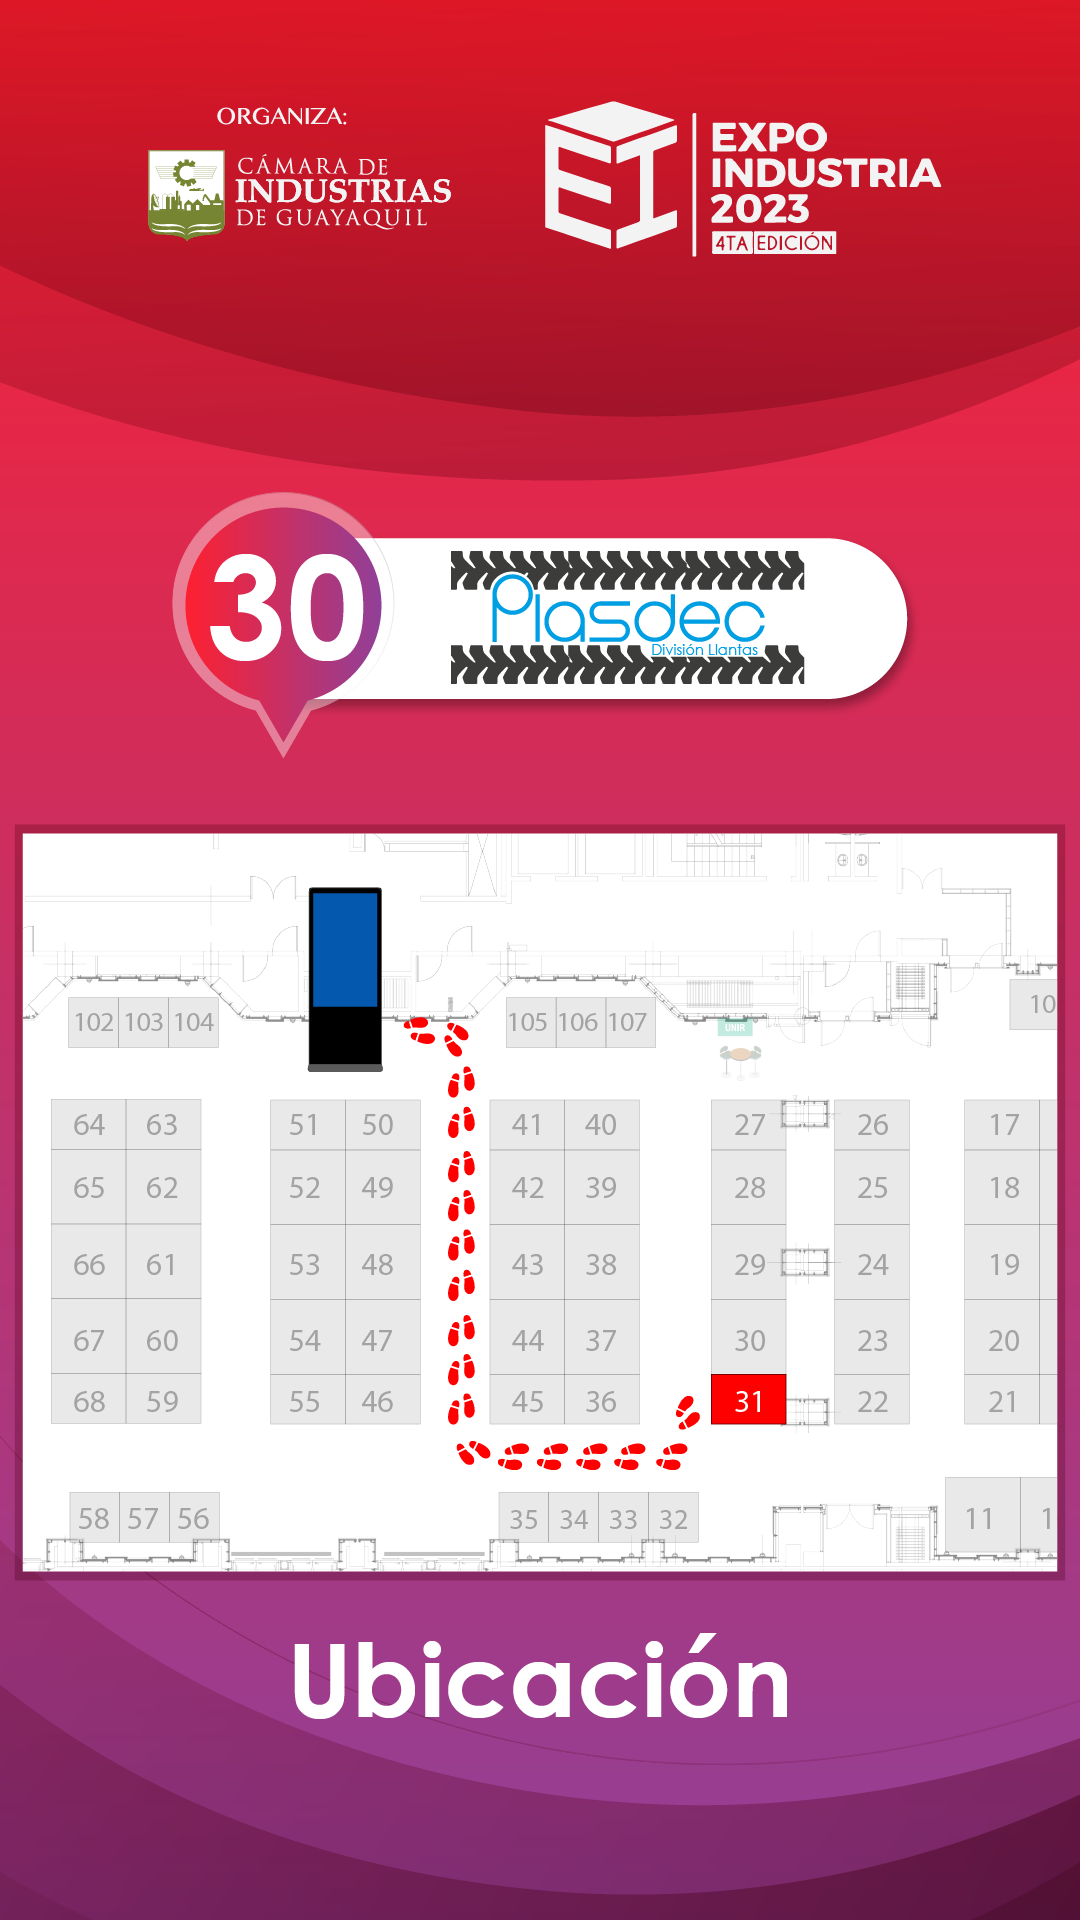 ORGANIZA:
CÁMARA DE
INDUSTRIAS
DE GUAYAQUIL
EI
EXPO
INDUSTRIA
2023
4TA EDICIÓN
30
Plasdec
División Llantas
102 103 104
105 106 107
UNIR
10
64 63 51 50 41 40 27 26 17
65 62 52 49 42 39 28 25 18
66 61 53 48 43 38 29 24 19
67 60 54 47 44 37 30 23 20
68 59 55 46 45 36 31 22 21
58 57 56 35 34 33 32 11 1
Ubicación